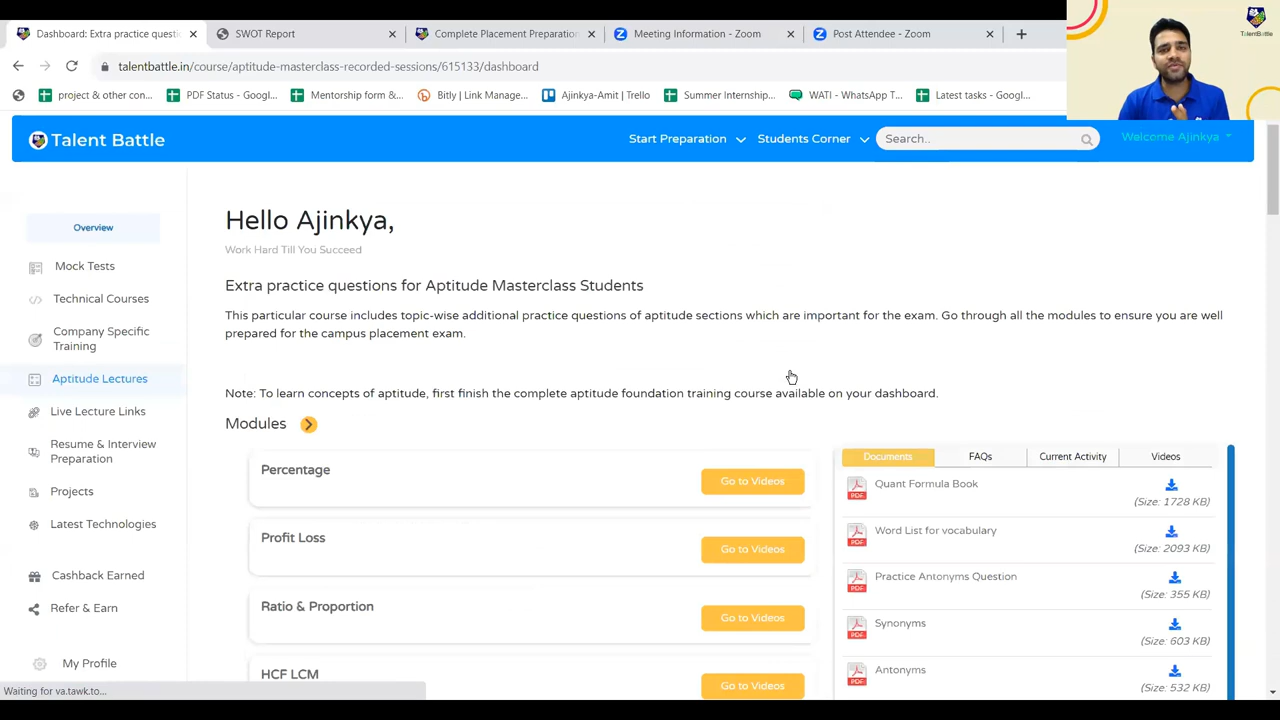 Dashboard: Extra practice questi
SWOT Report
Complete Placement Preparation
Meeting Information - Zoom
Post Attendee - Zoom
TalentBattle
talentbattle.in/course/aptitude-masterclass-recorded-sessions/615133/dashboard
project & other con...
PDF Status - Googl...
Mentorship form &...
Bitly | Link Manage...
Ajinkya-Amit | Trello
Summer Internship...
WATI - WhatsApp T...
Latest tasks - Googl...
Talent Battle
Start Preparation
Students Corner
Search..
Welcome Ajinkya
Overview
Mock Tests
Technical Courses
Company Specific
Training
Aptitude Lectures
Live Lecture Links
Resume & Interview
Preparation
Projects
Latest Technologies
Cashback Earned
Refer & Earn
My Profile
Hello Ajinkya,
Work Hard Till You Succeed
Extra practice questions for Aptitude Masterclass Students
This particular course includes topic-wise additional practice questions of aptitude sections which are important for the exam. Go through all the modules to ensure you are well
prepared for the campus placement exam.
Note: To learn concepts of aptitude, first finish the complete aptitude foundation training course available on your dashboard.
Modules
Percentage
Go to Videos
Profit Loss
Go to Videos
Ratio & Proportion
Go to Videos
HCF LCM
Go to Videos
Documents
FAQs
Current Activity
Videos
PDF
Quant Formula Book
(Size: 1728 KB)
PDF
Word List for vocabulary
(Size: 2093 KB)
PDF
Practice Antonyms Question
(Size: 355 KB)
PDF
Synonyms
(Size: 603 KB)
PDF
Antonyms
(Size: 532 KB)
Waiting for va.tawk.to...